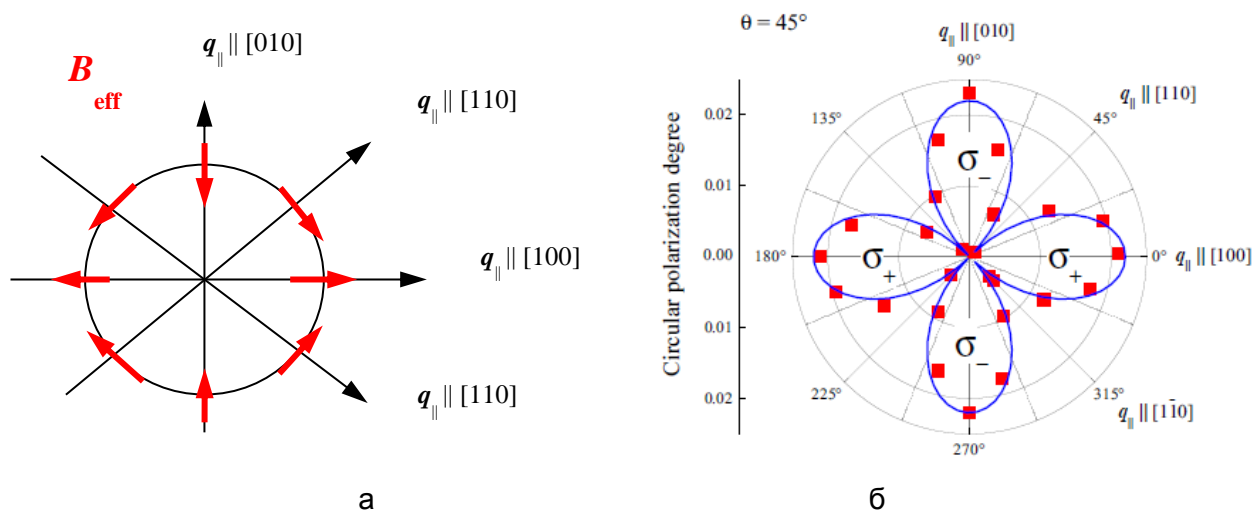 q∥ || [010]
B eff
q∥ || [110]
q∥ || [100]
q∥ || [110]
а
θ = 45°
q∥ || [010]
90°
q∥ || [110]
135°
45°
0.02
0.01
0.00
0.01
0.02
Circular polarization degree
σ−
σ+
σ+
σ−
180°
0°
q∥ || [100]
225°
315°
q∥ || [11̄0]
270°
б